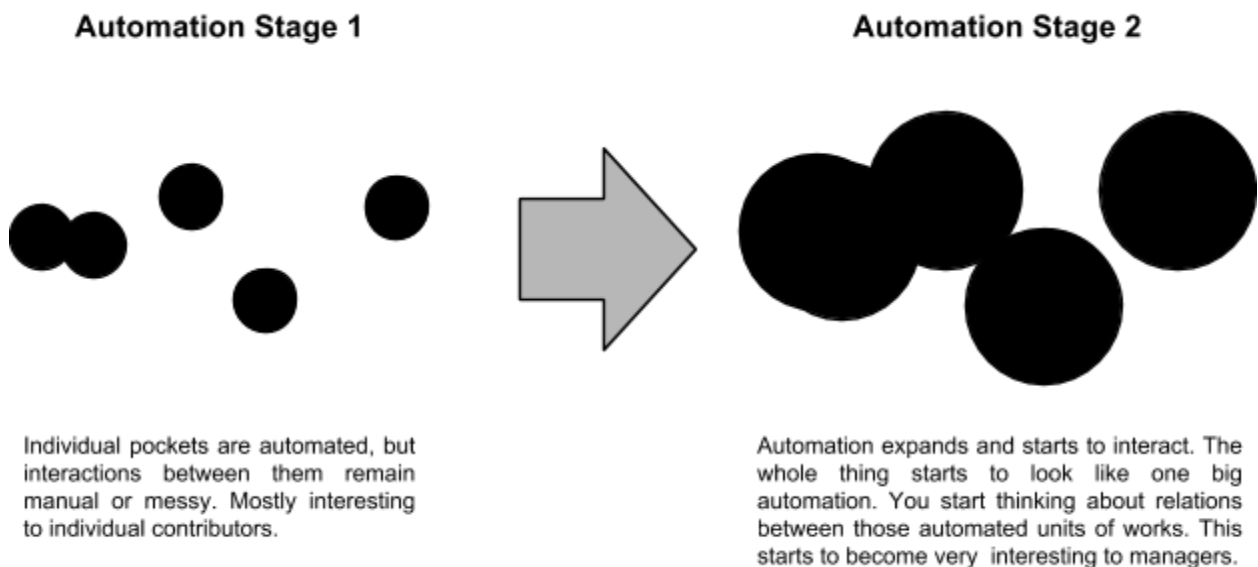 Automation Stage 1
Automation Stage 2
Individual pockets are automated, but
interactions between them remain
manual or messy. Mostly interesting
to individual contributors.
Automation expands and starts to interact. The
whole thing starts to look like one big
automation. You start thinking about relations
between those automated units of works. This
starts to become very interesting to managers.